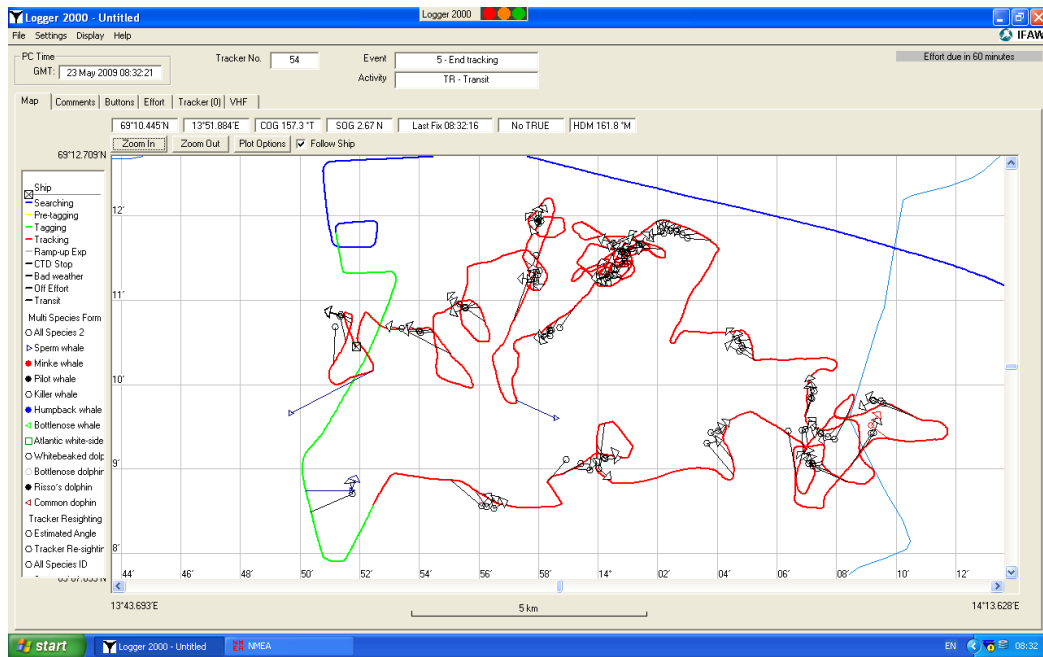 Logger 2000 - Untitled
Logger 2000
File Settings Display Help
IFAW
PC Time
GMT: 23 May 2009 08:32:21
Tracker No. 54
Event 5 - End tracking
Activity TR - Transit
Effort due in 60 minutes
Map Comments Buttons Effort Tracker (0) VHF
69°10.445'N 13°51.884'E COG 157.3 °T SOG 2.67 N Last Fix 08:32:16 No TRUE HDM 161.8 °M
Zoom In Zoom Out Plot Options Follow Ship
69°12.709'N
Ship
Searching
Pre-tagging
Tagging
Tracking
Ramp-up Exp
CTD Stop
Bad weather
Off Effort
Transit
Multi Species Form
All Species 2
Sperm whale
Minke whale
Pilot whale
Killer whale
Humpback whale
Bottlenose whale
Atlantic white-side
Whitebeaked dolp
Bottlenose dolphin
Risso's dolphin
Common dophin
Tracker Resighting
Estimated Angle
Tracker Re-sightin
All Species ID
12'
11'
10'
9'
8'
44' 46' 50' 52' 54' 56' 58' 14° 02' 04' 06' 08' 10' 12'
13°43.693'E
5 km
14°13.628'E
start
Logger 2000 - Untitled
NMEA
EN
08:32